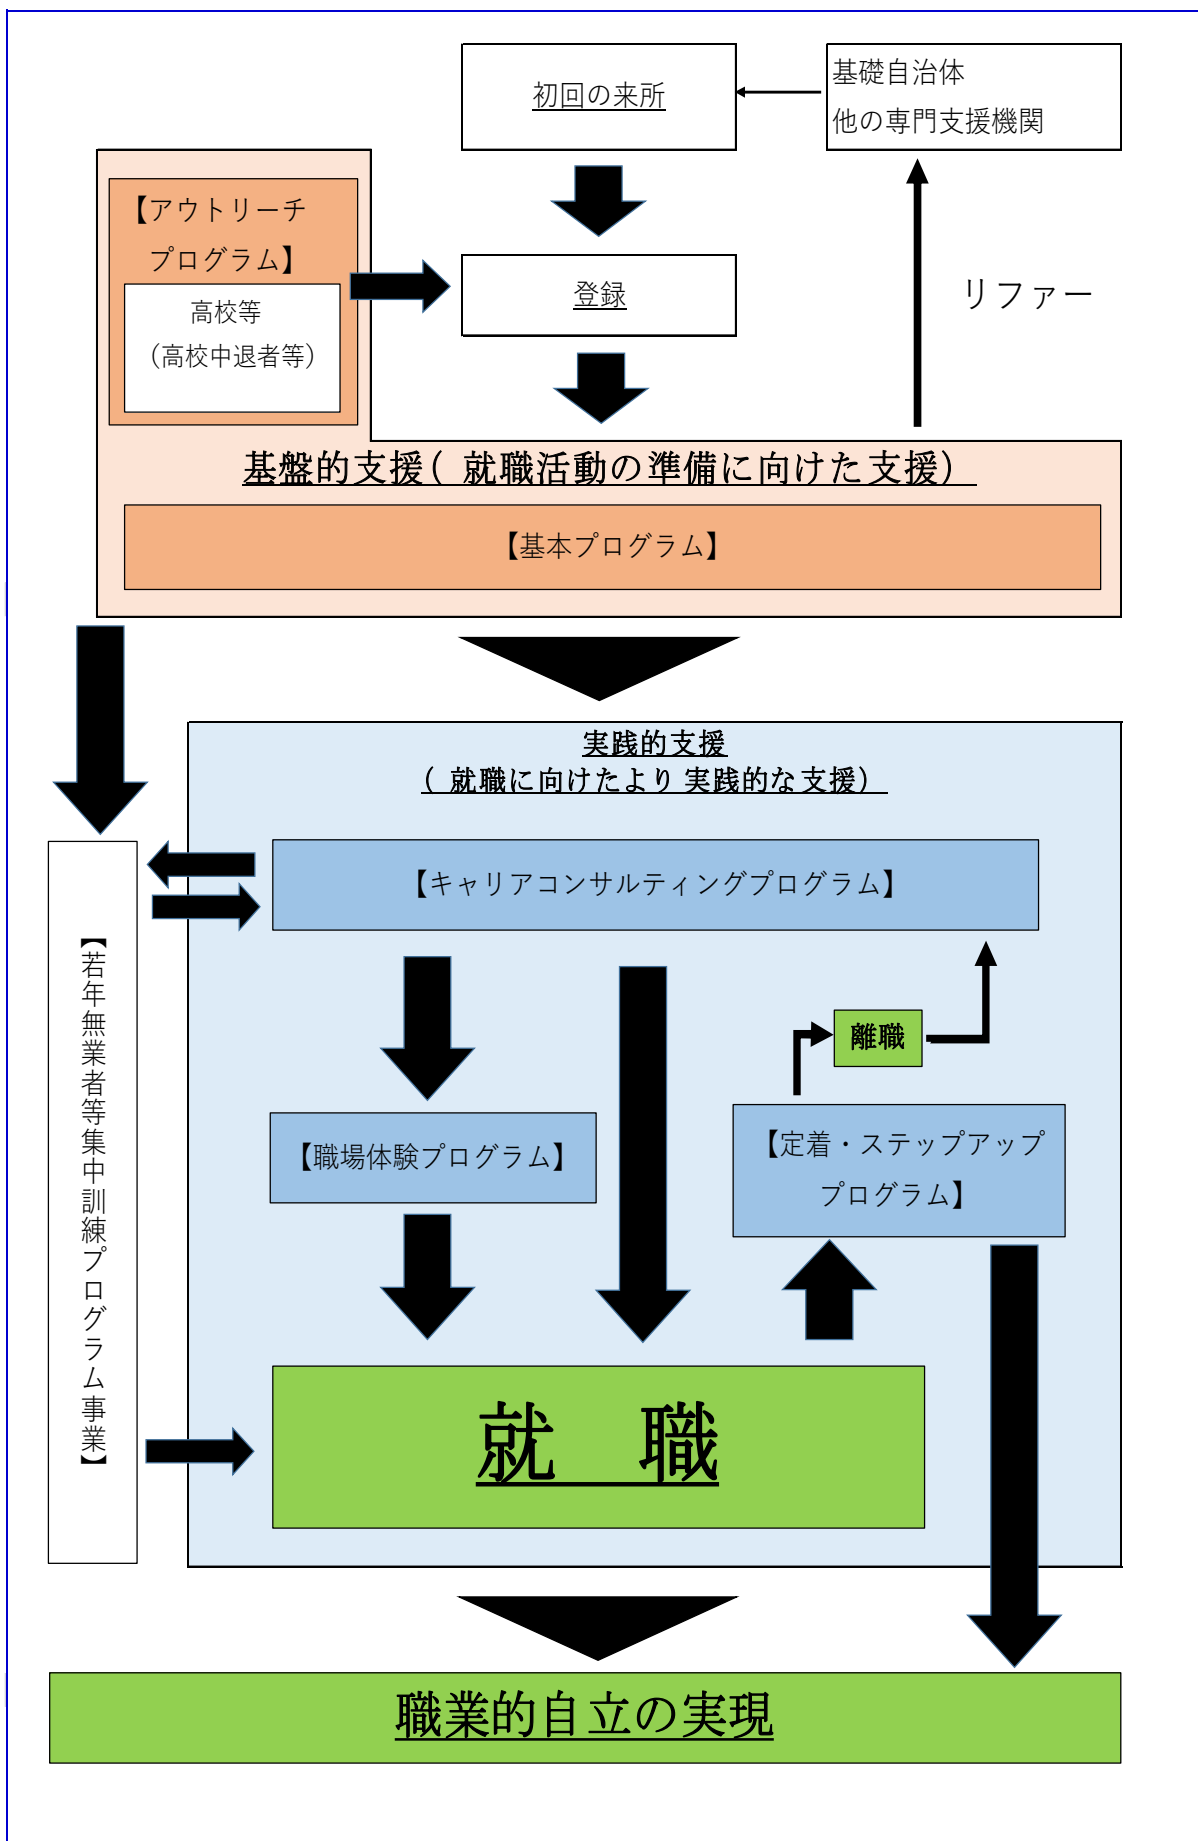 初回の来所
基礎自治体
他の専門支援機関
【アウトリーチ
プログラム】
高校等
（高校中退者等）
登録
リファー
基盤的支援（就職活動の準備に向けた支援）
【基本プログラム】
実践的支援
（就職に向けたより実践的な支援）
【キャリアコンサルティングプログラム】
【若年無業者等集中訓練プログラム事業】
離職
【職場体験プログラム】
【定着・ステップアップ
プログラム】
就　職
職業的自立の実現